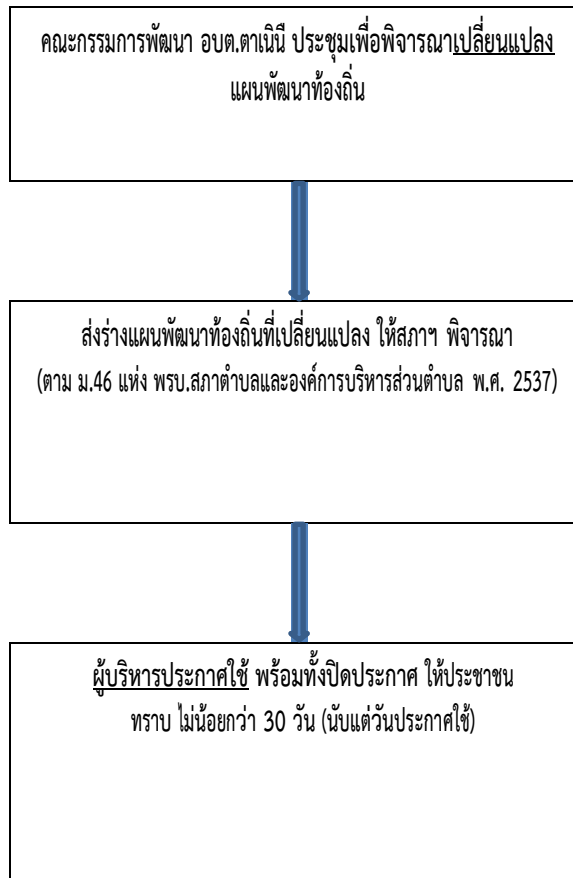 คณะกรรมการพัฒนา อบต.ตาเนินี ประชุมเพื่อพิจารณาเปลี่ยนแปลง
แผนพัฒนาท้องถิ่น
ส่งร่างแผนพัฒนาท้องถิ่นที่เปลี่ยนแปลง ให้สภาฯ พิจารณา
(ตาม ม.46 แห่ง พรบ.สภาตำบลและองค์การบริหารส่วนตำบล พ.ศ. 2537)
ผู้บริหารประกาศใช้ พร้อมทั้งปิดประกาศ ให้ประชาชน
ทราบ ไม่น้อยกว่า 30 วัน (นับแต่วันประกาศใช้)